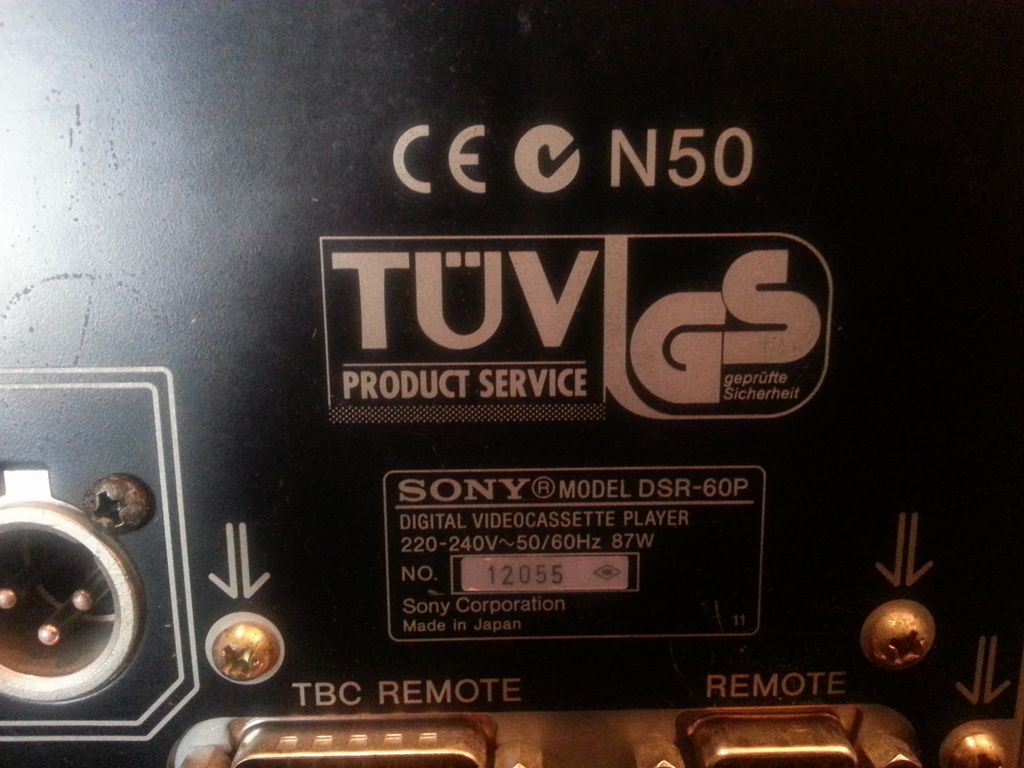 CE N50
TÜV
PRODUCT SERVICE
GS
geprüfte
Sicherheit
SONY® MODEL DSR-60P
DIGITAL VIDEOCASSETTE PLAYER
220-240V~50/60Hz 87W
NO. 12055
Sony Corporation
Made in Japan 11
TBC REMOTE
REMOTE